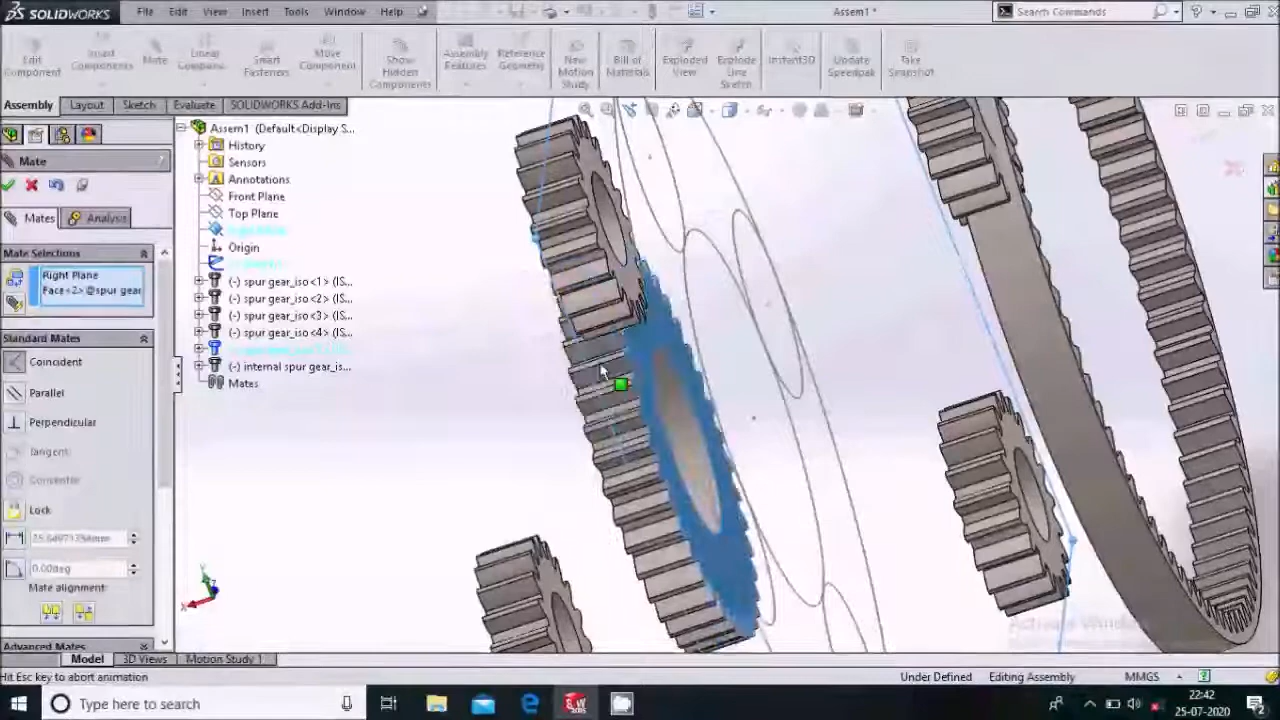 SOLIDWORKS File Edit View Insert Tools Window Help Assem1 * Search Commands
Edit Component
Insert Components
Mate
Linear Compone...
Smart Fasteners
Move Component
Show Hidden Components
Assembly Features
Reference Geometry
New Motion Study
Bill of Materials
Exploded View
Explode Line Sketch
Instant3D
Update Speedpak
Take Snapshot
Assembly Layout Sketch Evaluate SOLIDWORKS Add-Ins
Mate ?
Mates Analysis
Mate Selections
Right Plane
Face<2>@spur gear
Standard Mates
Coincident
Parallel
Perpendicular
Tangent
Concentric
Lock
0.00deg
Mate alignment:
Advanced Mates
Assem1 (Default<Display S...
History
Sensors
Annotations
Front Plane
Top Plane
Origin
(-) spur gear_iso<1> (IS...
(-) spur gear_iso<2> (IS...
(-) spur gear_iso<3> (IS...
(-) spur gear_iso<4> (IS...
(-) internal spur gear_is...
Mates
Activate Windows
Model 3D Views Motion Study 1
Hit Esc key to abort animation Under Defined Editing Assembly MMGS
Type here to search
22:42
25-07-2020